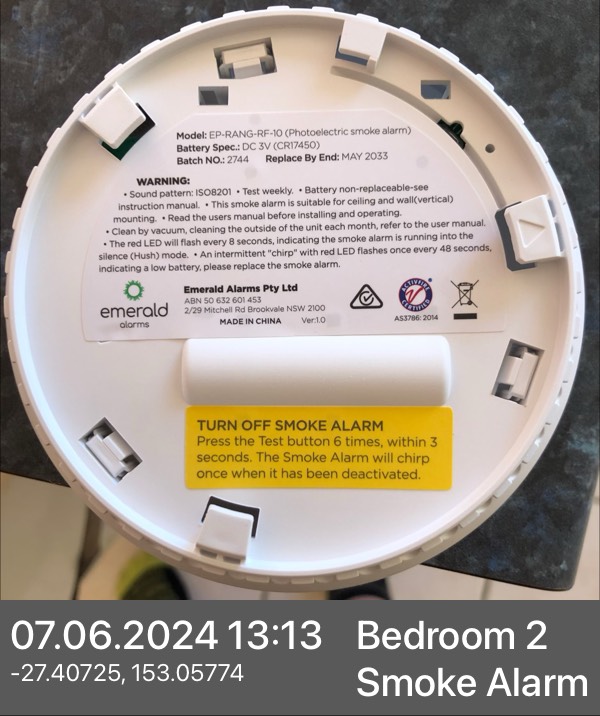 Model: EP-RANG-RF-10 (Photoelectric smoke alarm)
Battery Spec.: DC 3V (CR17450)
Batch NO.: 2744 Replace By End: MAY 2033
WARNING:
• Sound pattern: ISO8201 • Test weekly. • Battery non-replaceable-see
instruction manual. • This smoke alarm is suitable for ceiling and wall(vertical)
mounting. • Read the users manual before installing and operating.
• Clean by vacuum, cleaning the outside of the unit each month, refer to the user manual.
• The red LED will flash every 8 seconds, indicating the smoke alarm is running into the
silence (Hush) mode. • An intermittent "chirp" with red LED flashes once every 48 seconds,
indicating a low battery, please replace the smoke alarm.
emerald
alarms
Emerald Alarms Pty Ltd
ABN 50 632 601 453
2/29 Mitchell Rd Brookvale NSW 2100
MADE IN CHINA Ver:1.0
ACTIVFIRE
AS3786: 2014
TURN OFF SMOKE ALARM
Press the Test button 6 times, within 3
seconds. The Smoke Alarm will chirp
once when it has been deactivated.
07.06.2024 13:13
-27.40725, 153.05774
Bedroom 2
Smoke Alarm